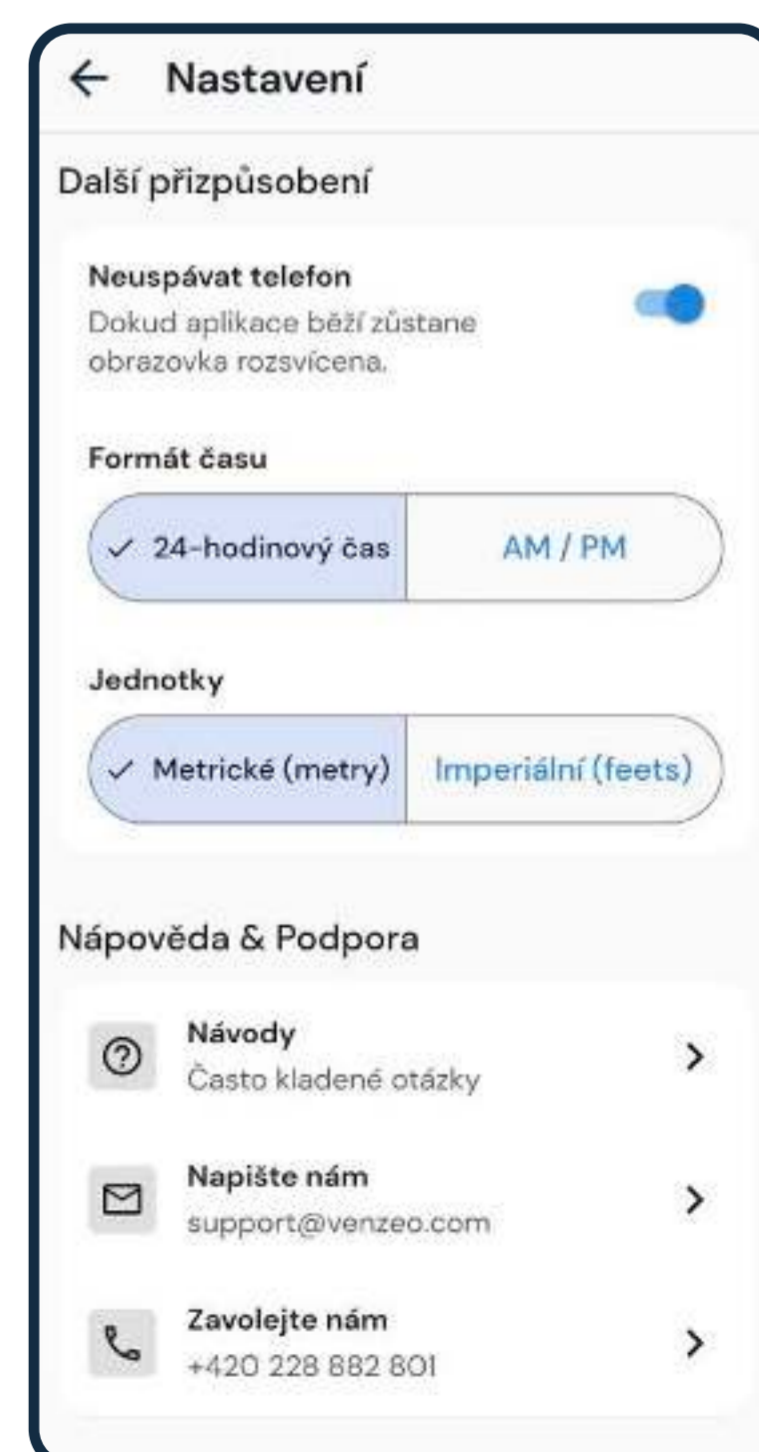 Nastavení
Další přizpůsobení
Neuspávat telefon
Dokud aplikace běží zůstane
obrazovka rozsvícena.
Formát času
24-hodinový čas
AM / PM
Jednotky
Metrické (metry)
Imperiální (feets)
Nápověda & Podpora
Návody
Často kladené otázky
Napište nám
support@venzeo.com
Zavolejte nám
+420 228 882 801